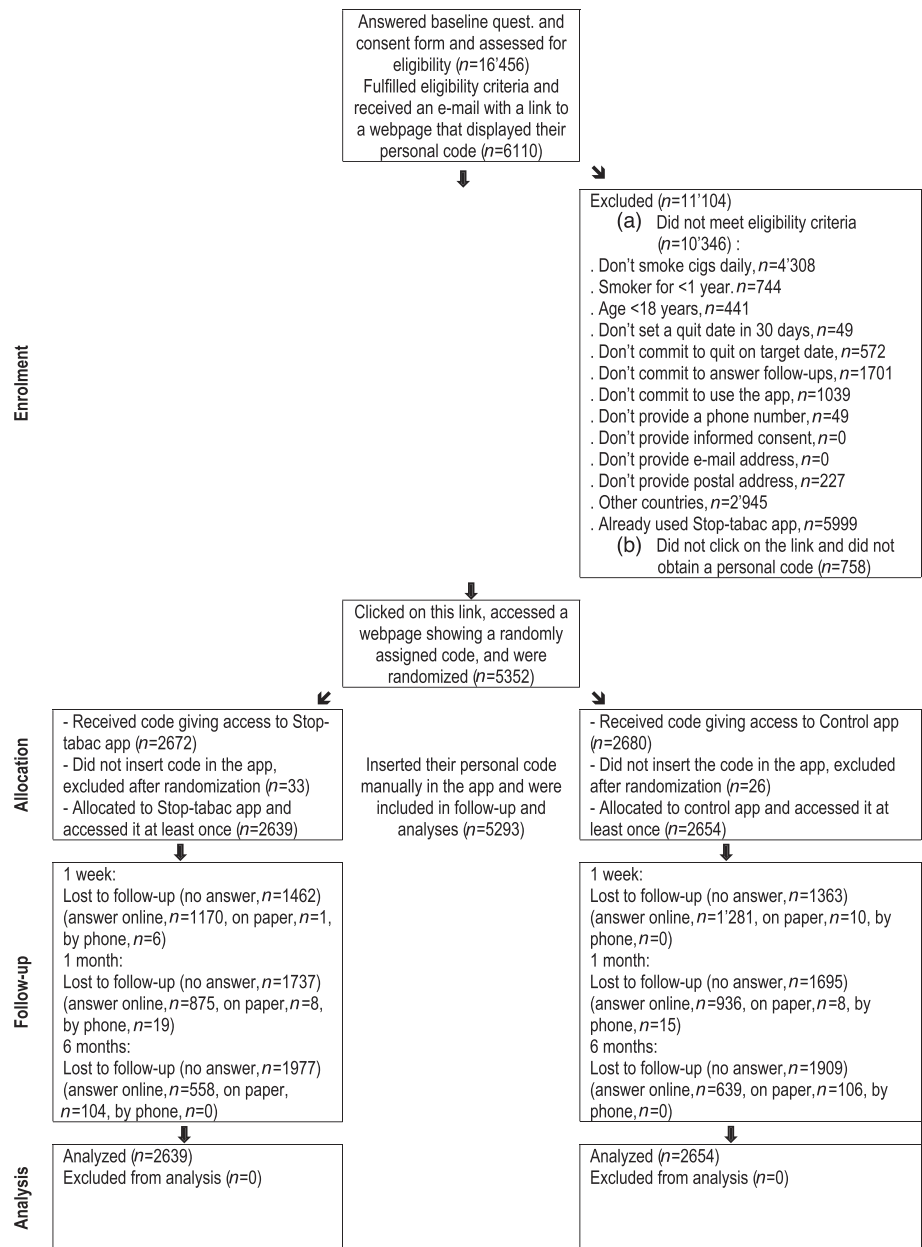 Answered baseline quest. and
consent form and assessed for
eligibility (n=16'456)
Fulfilled eligibility criteria and
received an e-mail with a link to
a webpage that displayed their
personal code (n=6110)
Enrolment
Excluded (n=11'104)
(a) Did not meet eligibility criteria
(n=10'346) :
. Don't smoke cigs daily, n=4'308
. Smoker for <1 year. n=744
. Age <18 years, n=441
. Don't set a quit date in 30 days, n=49
. Don't commit to quit on target date, n=572
. Don't commit to answer follow-ups, n=1701
. Don't commit to use the app, n=1039
. Don't provide a phone number, n=49
. Don't provide informed consent, n=0
. Don't provide e-mail address, n=0
. Don't provide postal address, n=227
. Other countries, n=2'945
. Already used Stop-tabac app, n=5999
(b) Did not click on the link and did not
obtain a personal code (n=758)
Clicked on this link, accessed a
webpage showing a randomly
assigned code, and were
randomized (n=5352)
Allocation
- Received code giving access to Stop-
tabac app (n=2672)
- Did not insert code in the app,
excluded after randomization (n=33)
- Allocated to Stop-tabac app and
accessed it at least once (n=2639)
Inserted their personal code
manually in the app and were
included in follow-up and
analyses (n=5293)
- Received code giving access to Control app
(n=2680)
- Did not insert the code in the app, excluded
after randomization (n=26)
- Allocated to control app and accessed it at
least once (n=2654)
Follow-up
1 week:
Lost to follow-up (no answer, n=1462)
(answer online, n=1170, on paper, n=1,
by phone, n=6)
1 month:
Lost to follow-up (no answer, n=1737)
(answer online, n=875, on paper, n=8,
by phone, n=19)
6 months:
Lost to follow-up (no answer, n=1977)
(answer online, n=558, on paper,
n=104, by phone, n=0)
1 week:
Lost to follow-up (no answer, n=1363)
(answer online, n=1'281, on paper, n=10, by
phone, n=0)
1 month:
Lost to follow-up (no answer, n=1695)
(answer online, n=936, on paper, n=8, by
phone, n=15)
6 months:
Lost to follow-up (no answer, n=1909)
(answer online, n=639, on paper, n=106, by
phone, n=0)
Analysis
Analyzed (n=2639)
Excluded from analysis (n=0)
Analyzed (n=2654)
Excluded from analysis (n=0)